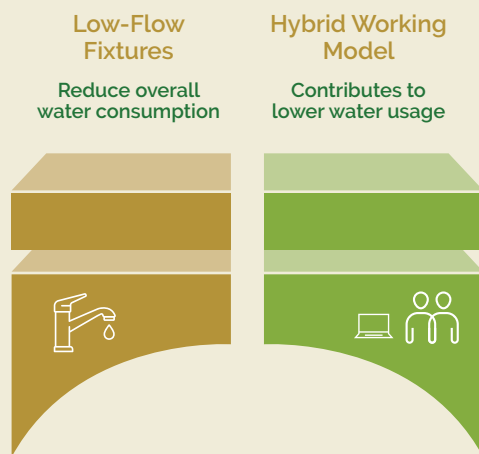 Low-Flow
Fixtures
Reduce overall
water consumption
Hybrid Working
Model
Contributes to
lower water usage